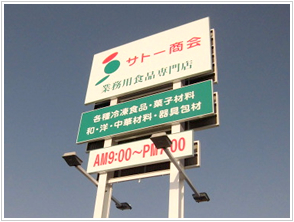 サトー商会
業務用食品専門店
各種冷凍食品・菓子材料
和・洋・中華材料・器具包材
AM9:00〜PM7:00